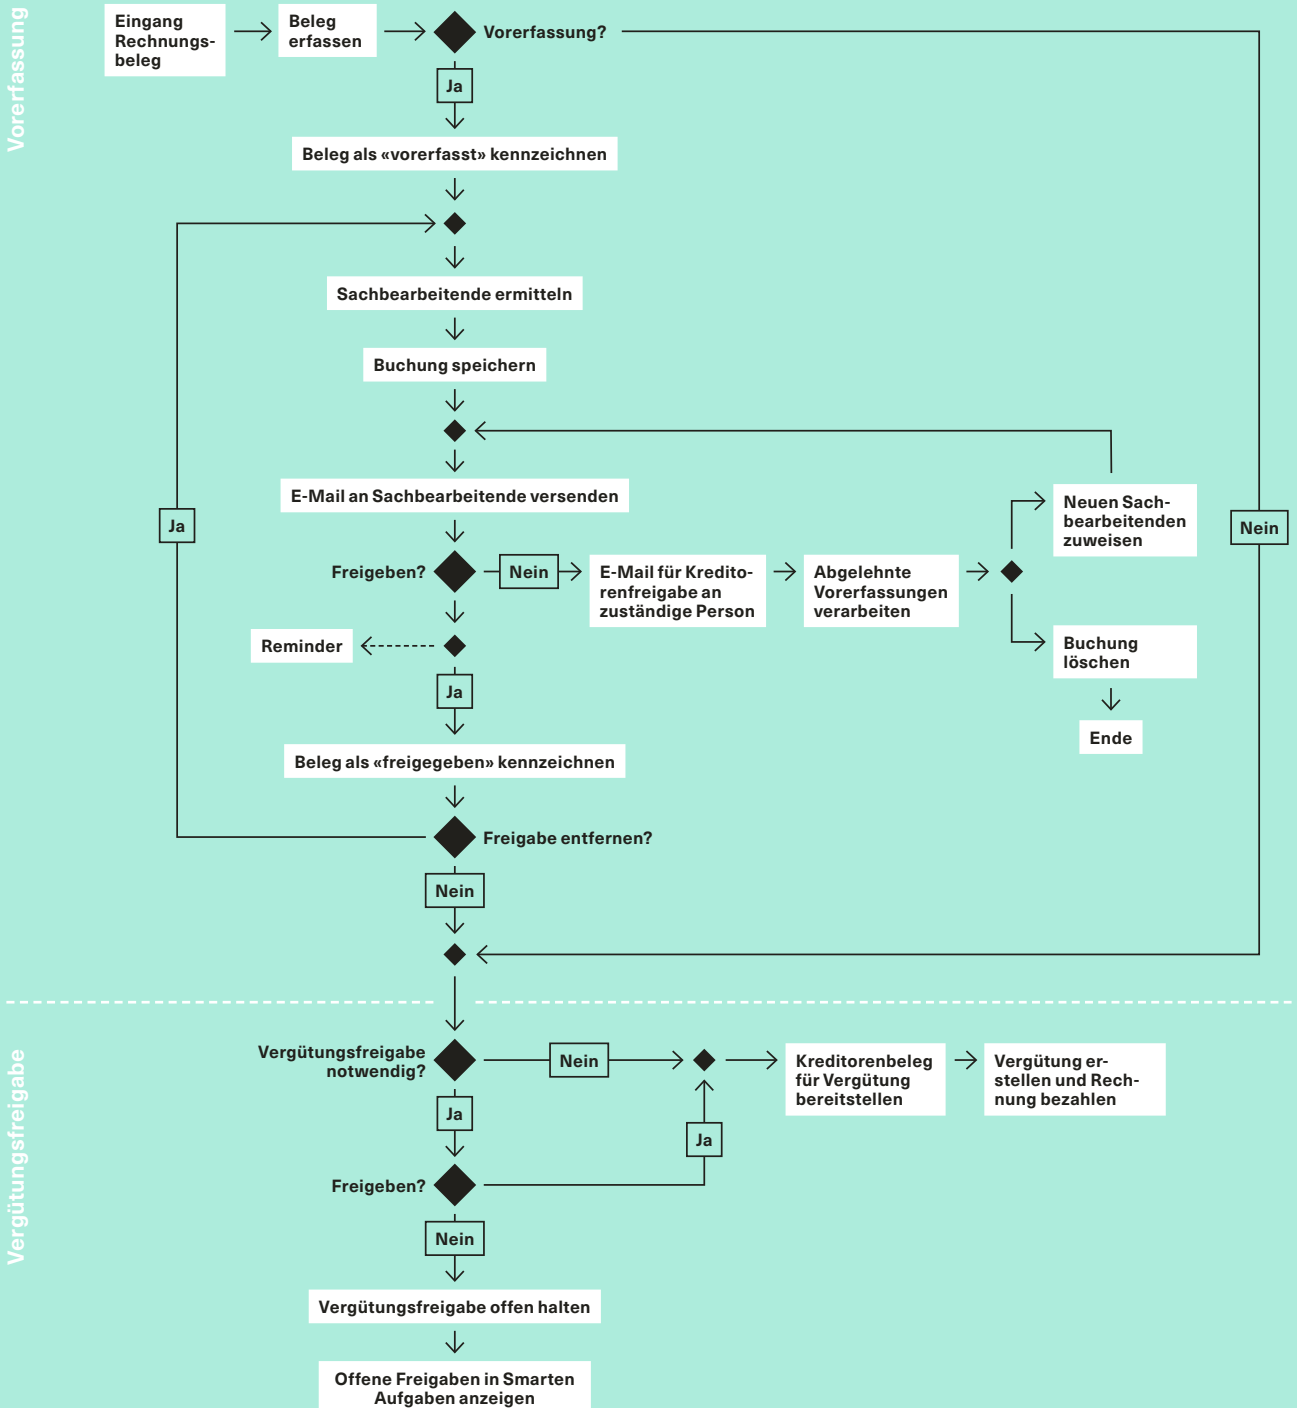 Vorerfassung
Eingang
Rechnungs-
beleg
Beleg
erfassen
Vorerfassung?
Ja
Beleg als «vorerfasst» kennzeichnen
Sachbearbeitende ermitteln
Buchung speichern
E-Mail an Sachbearbeitende versenden
Ja
Neuen Sach-
bearbeitenden
zuweisen
Nein
Freigeben?
Nein
E-Mail für Kredito-
renfreigabe an
zuständige Person
Abgelehnte
Vorerfassungen
verarbeiten
Reminder
Buchung
löschen
Ja
Ende
Beleg als «freigegeben» kennzeichnen
Freigabe entfernen?
Nein
Vergütungsfreigabe
Vergütungsfreigabe
notwendig?
Nein
Kreditorenbeleg
für Vergütung
bereitstellen
Vergütung er-
stellen und Rech-
nung bezahlen
Ja
Ja
Freigeben?
Nein
Vergütungsfreigabe offen halten
Offene Freigaben in Smarten
Aufgaben anzeigen